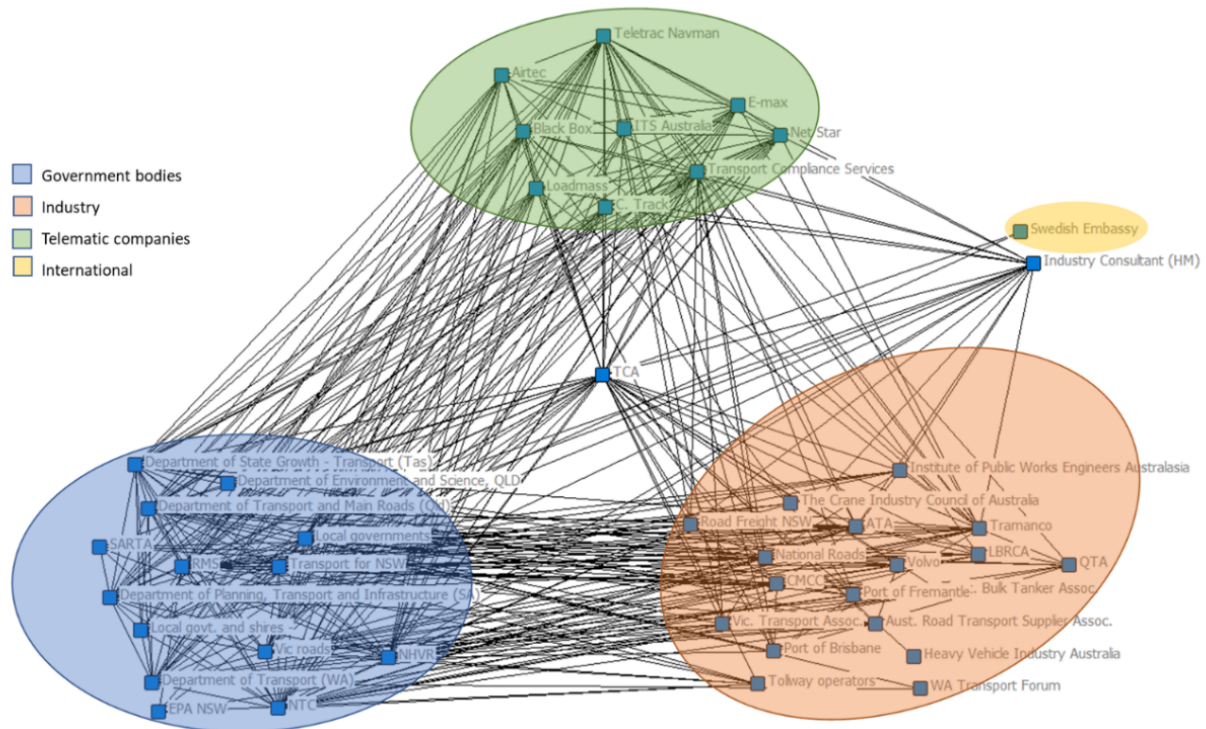 Teletrac Navman
Airtec
E-max
Black Box
ITS Australia
Net Star
Transport Compliance Services
Loadmass
C. Track
Government bodies
Industry
Telematic companies
International
Swedish Embassy
Industry Consultant (HM)
TCA
Department of State Growth - Transport (Tas)
Department of Environment and Science, QLD
Department of Transport and Main Roads (Qld)
Local governments
SARTA
RMS
Transport for NSW
Department of Planning, Transport and Infrastructure (SA)
Local govt. and shires
Vic roads
NHVR
Department of Transport (WA)
EPA NSW
NTC
Institute of Public Works Engineers Australasia
The Crane Industry Council of Australia
Road Freight NSW
ATA
Tramanco
National Roads
Volvo
LBRCA
QTA
CMCC
Port of Fremantle
Bulk Tanker Assoc.
Vic. Transport Assoc.
Aust. Road Transport Supplier Assoc.
Port of Brisbane
Heavy Vehicle Industry Australia
Tollway operators
WA Transport Forum